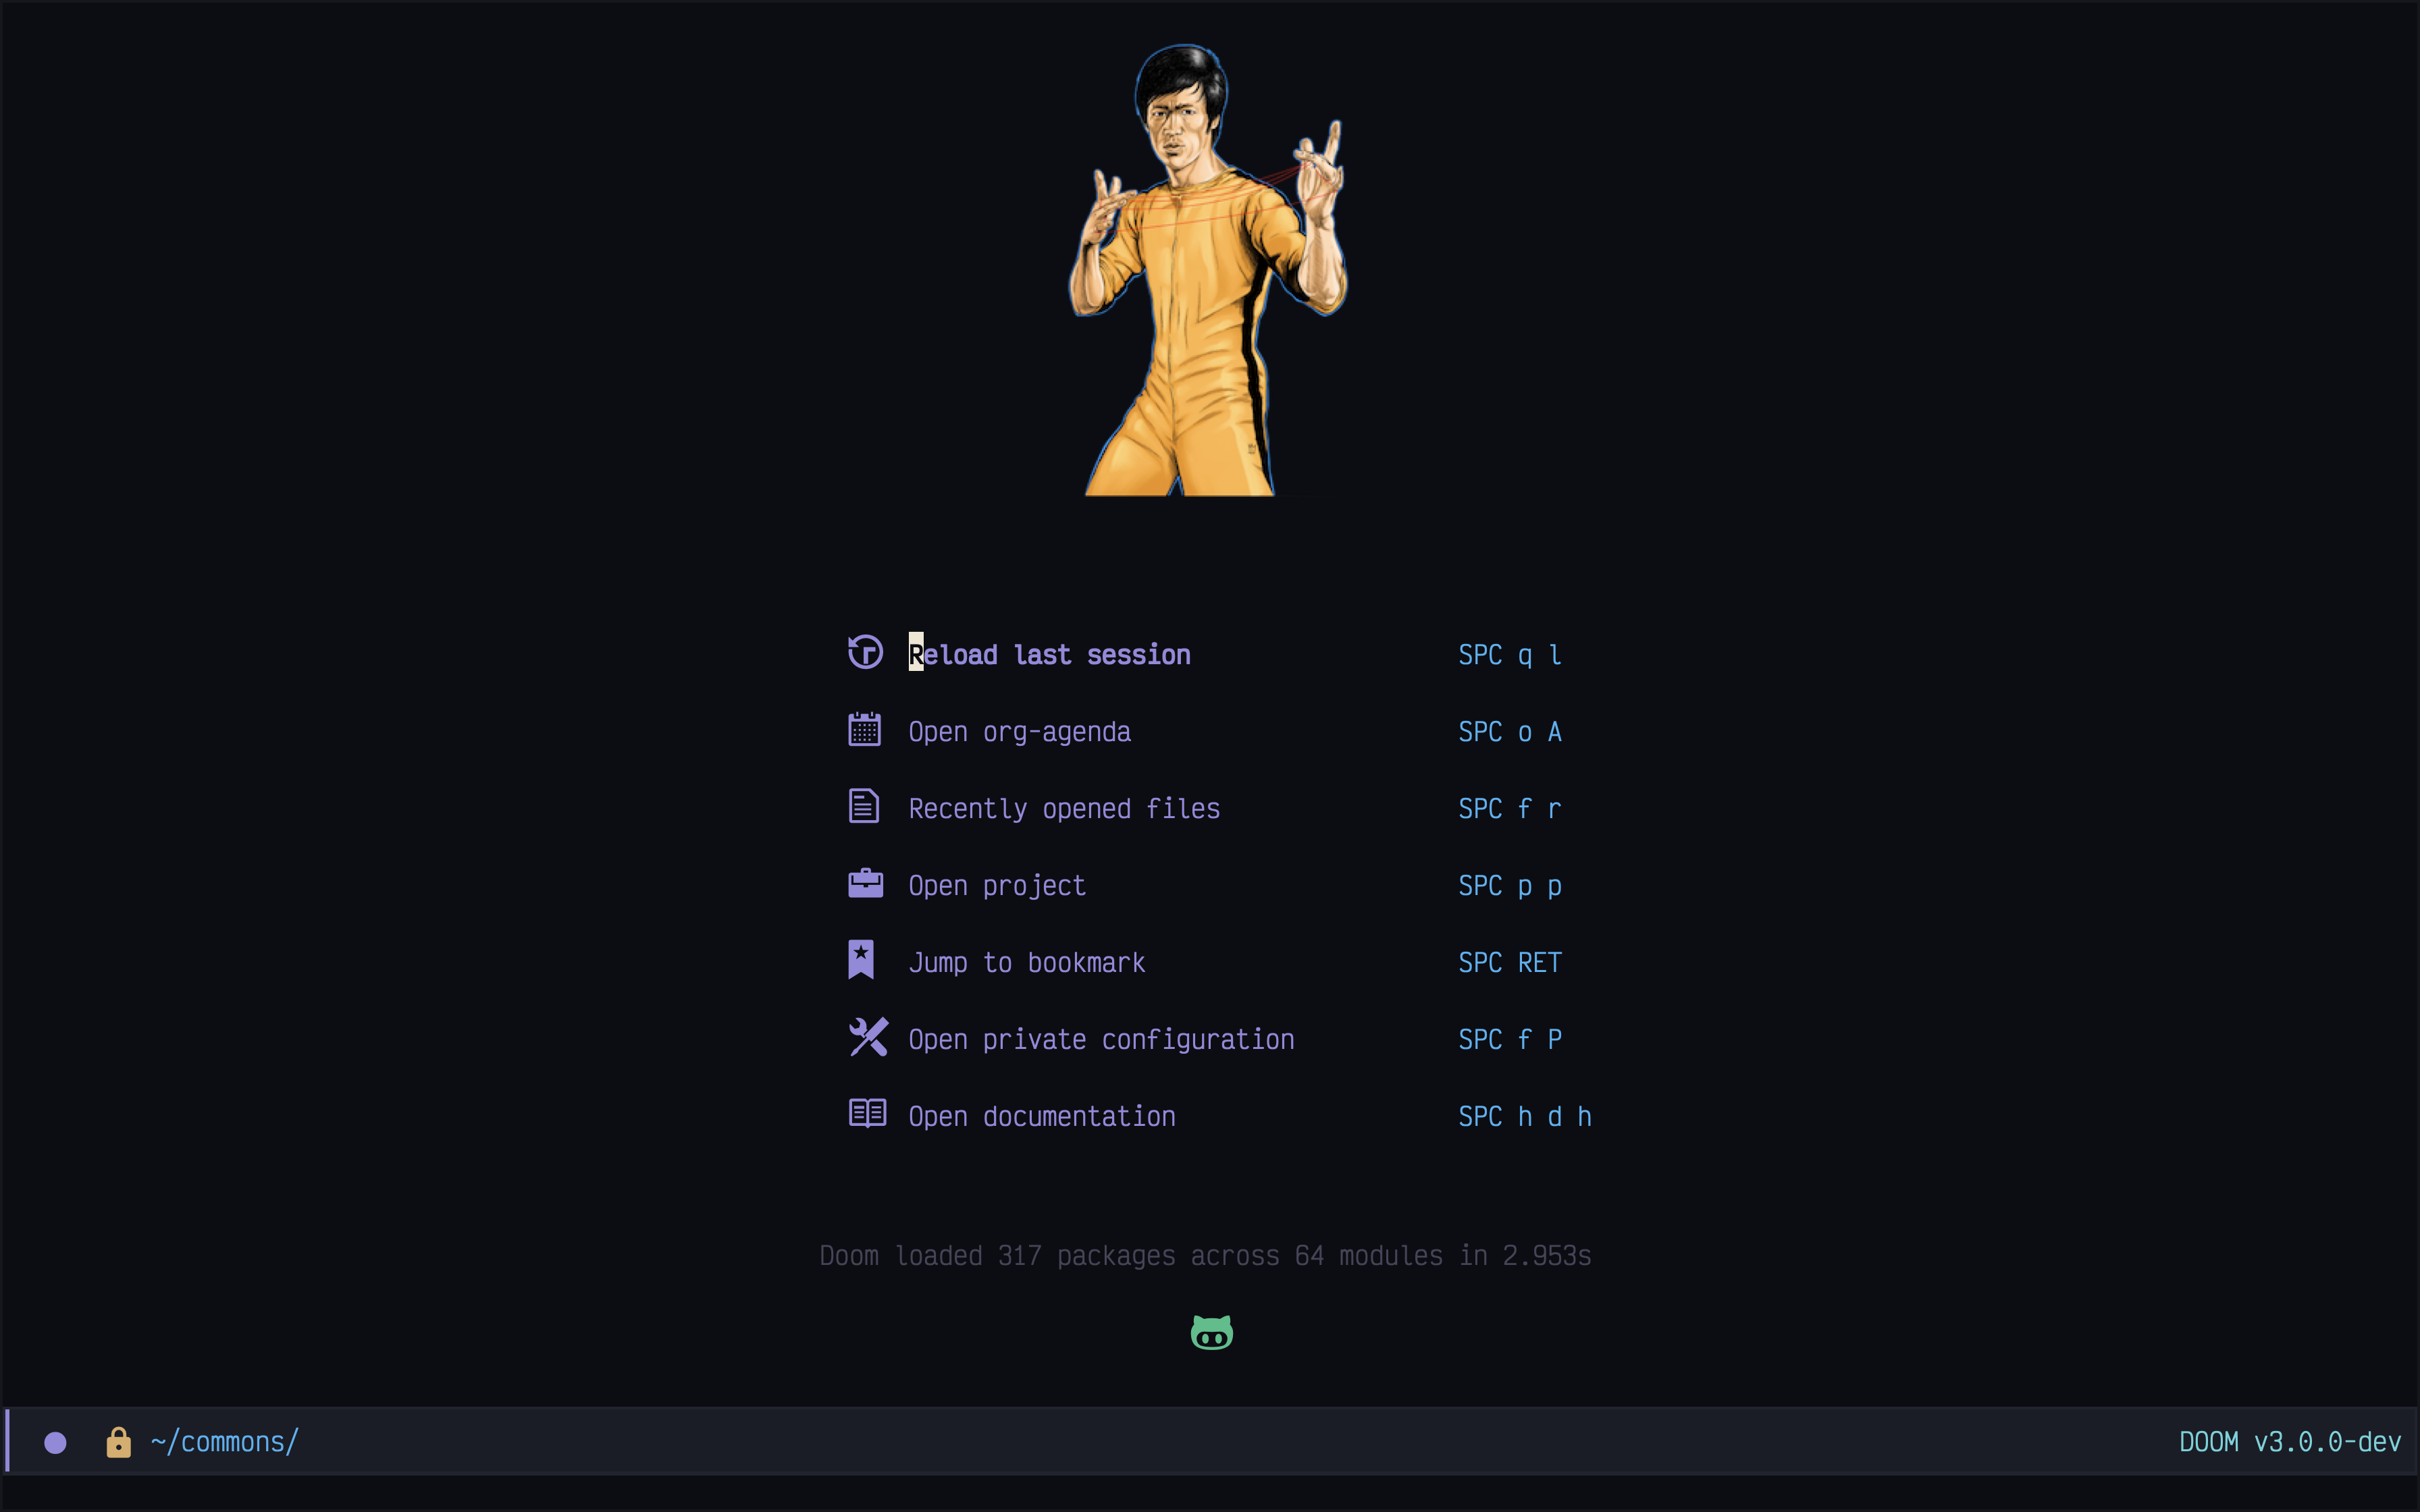 Reload last session SPC q l
Open org-agenda SPC o A
Recently opened files SPC f r
Open project SPC p p
Jump to bookmark SPC RET
Open private configuration SPC f P
Open documentation SPC h d h
Doom loaded 317 packages across 64 modules in 2.953s
~/commons/ DOOM v3.0.0-dev